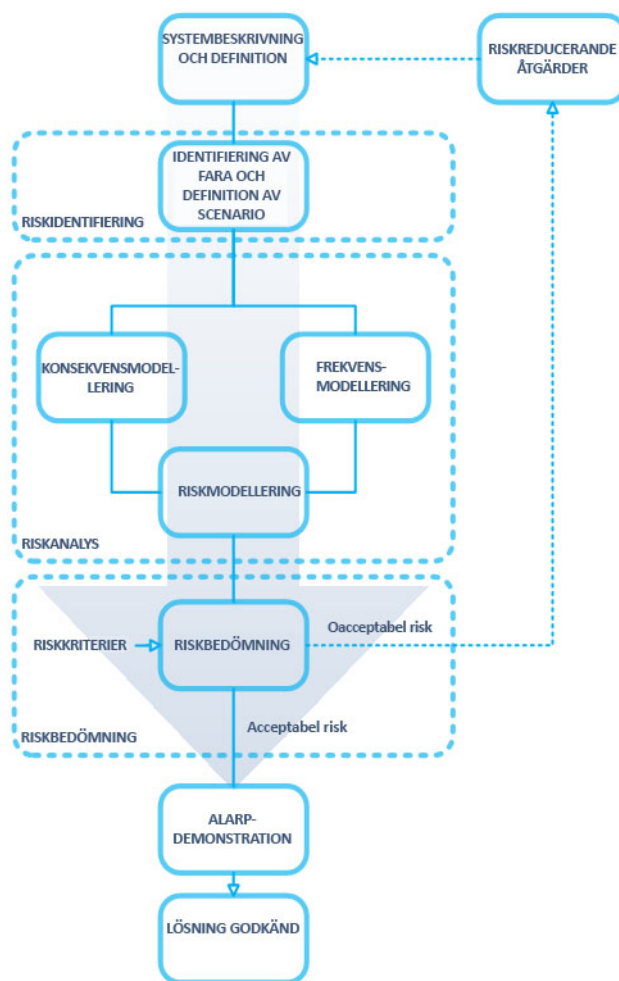 SYSTEMBESKRIVNING
OCH DEFINITION
RISKREDUCERANDE
ÅTGÄRDER
IDENTIFIERING AV
FARA OCH
DEFINITION AV
SCENARIO
RISKIDENTIFIERING
KONSEKVENSMODEL-
LERING
FREKVENS-
MODELLERING
RISKMODELLERING
RISKANALYS
RISKKRITERIER
RISKBEDÖMNING
Oacceptabel risk
Acceptabel risk
RISKBEDÖMNING
ALARP-
DEMONSTRATION
LÖSNING GODKÄND